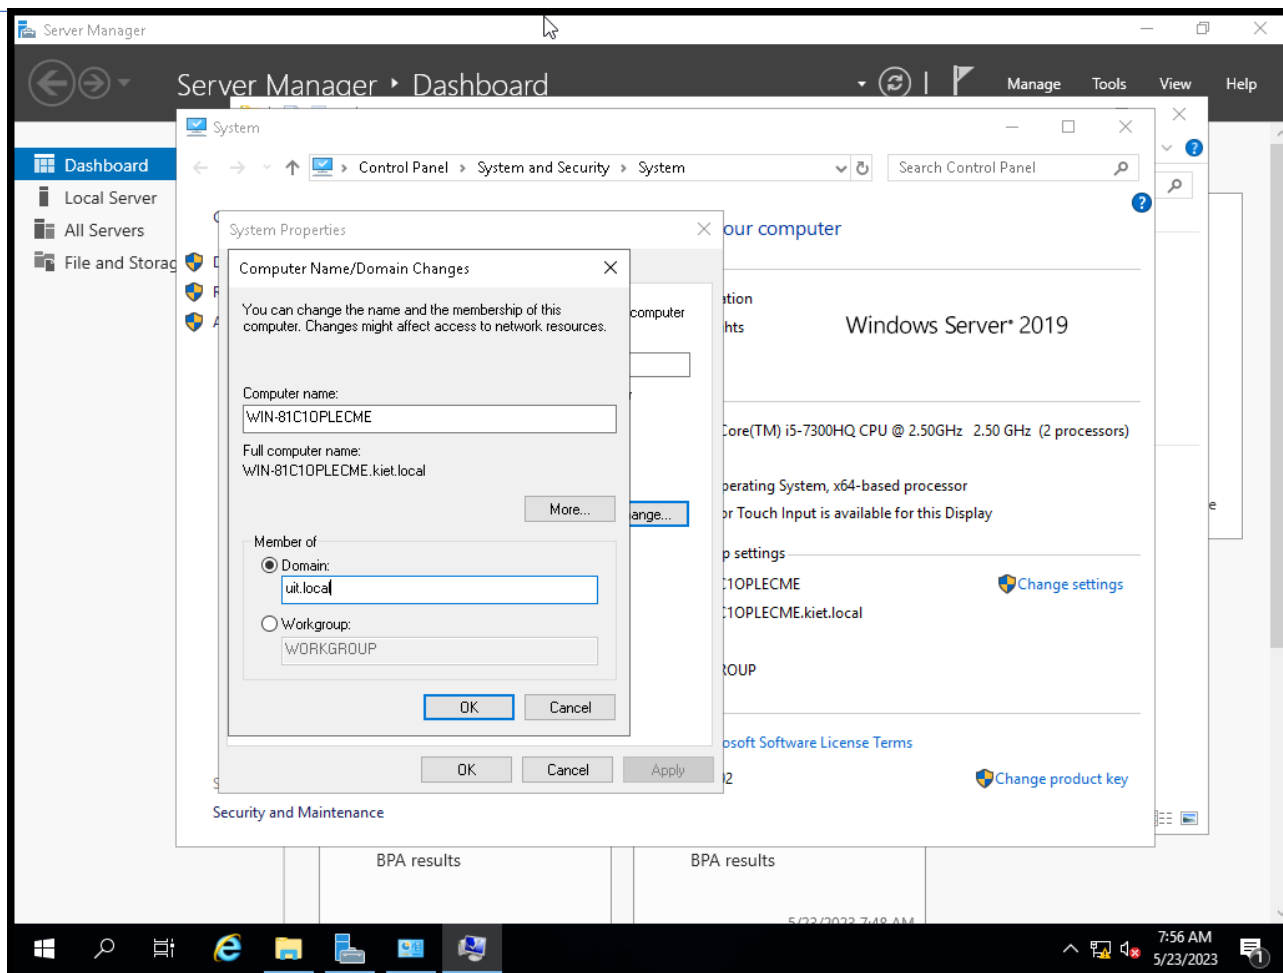 Server Manager
Server Manager • Dashboard
Manage Tools View Help
System
Dashboard
Local Server
All Servers
File and Storag
Control Panel > System and Security > System
Search Control Panel
our computer
System Properties
Computer Name/Domain Changes
You can change the name and the membership of this
computer. Changes might affect access to network resources.
computer
Computer name:
WIN-81C1OPLECME
Full computer name:
WIN-81C1OPLECME.kiet.local
More...
ange...
Member of
Domain:
uit.local
Workgroup:
WORKGROUP
OK Cancel
OK Cancel Apply
ation
hts
Windows Server® 2019
Core(TM) i5-7300HQ CPU @ 2.50GHz 2.50 GHz (2 processors)
perating System, x64-based processor
or Touch Input is available for this Display
p settings
C1OPLECME
Change settings
C1OPLECME.kiet.local
ROUP
osoft Software License Terms
Change product key
Security and Maintenance
BPA results
BPA results
5/23/2023 7:48 AM
7:56 AM
5/23/2023
1